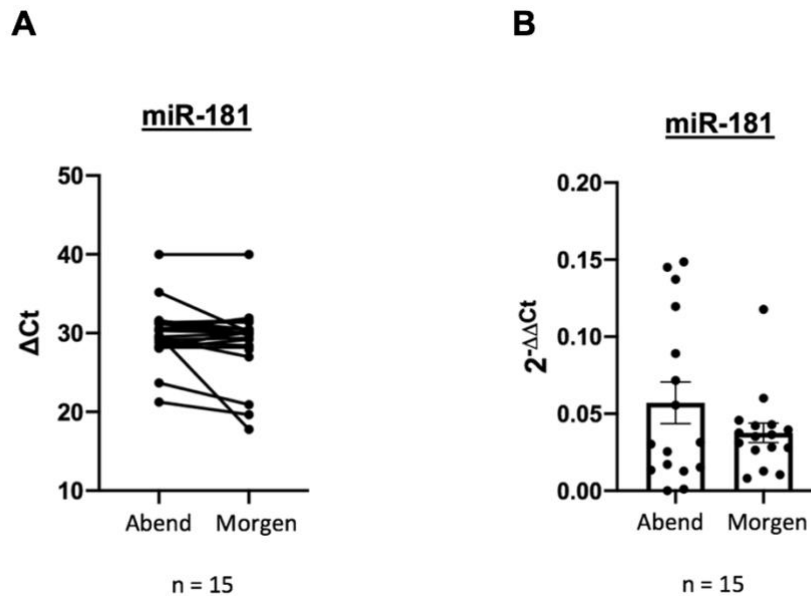 A
miR-181
50
40
30
20
10
ΔCt
Abend Morgen
n = 15
B
miR-181
0.20
0.15
0.10
0.05
0.00
2-ΔΔCt
Abend Morgen
n = 15